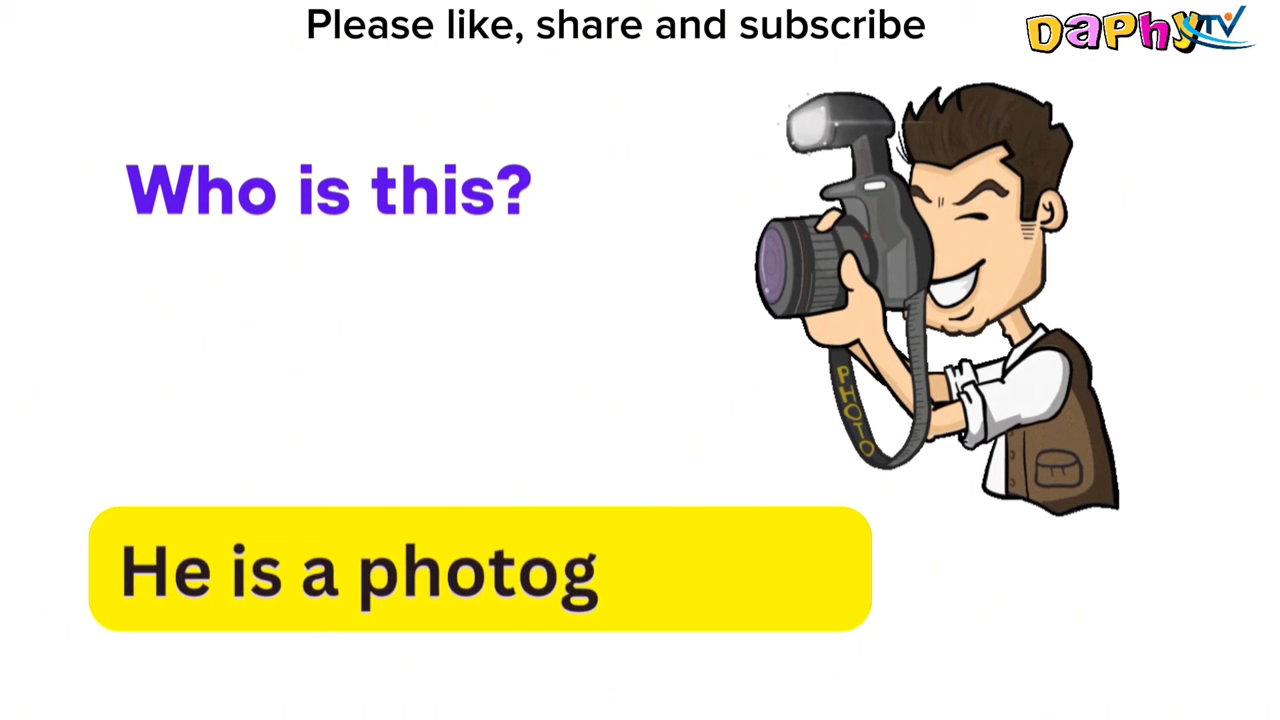 Please like, share and subscribe
Daphy TV
Who is this?
PHOTO
He is a photog